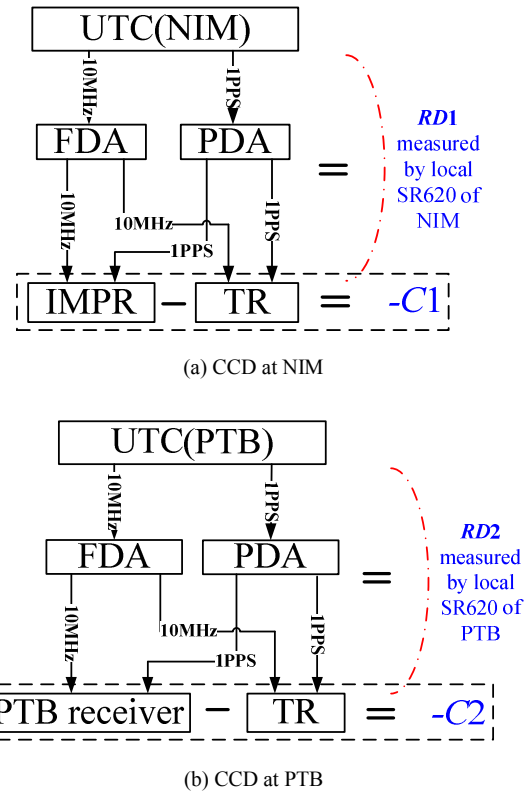 UTC(NIM)
10MHz
1PPS
FDA
PDA
=
RD1
measured
by local
SR620 of
NIM
10MHz
10MHz
1PPS
1PPS
IMPR
–
TR
=
-C1
(a) CCD at NIM
UTC(PTB)
10MHz
1PPS
FDA
PDA
=
RD2
measured
by local
SR620 of
PTB
10MHz
10MHz
1PPS
1PPS
PTB receiver
–
TR
=
-C2
(b) CCD at PTB